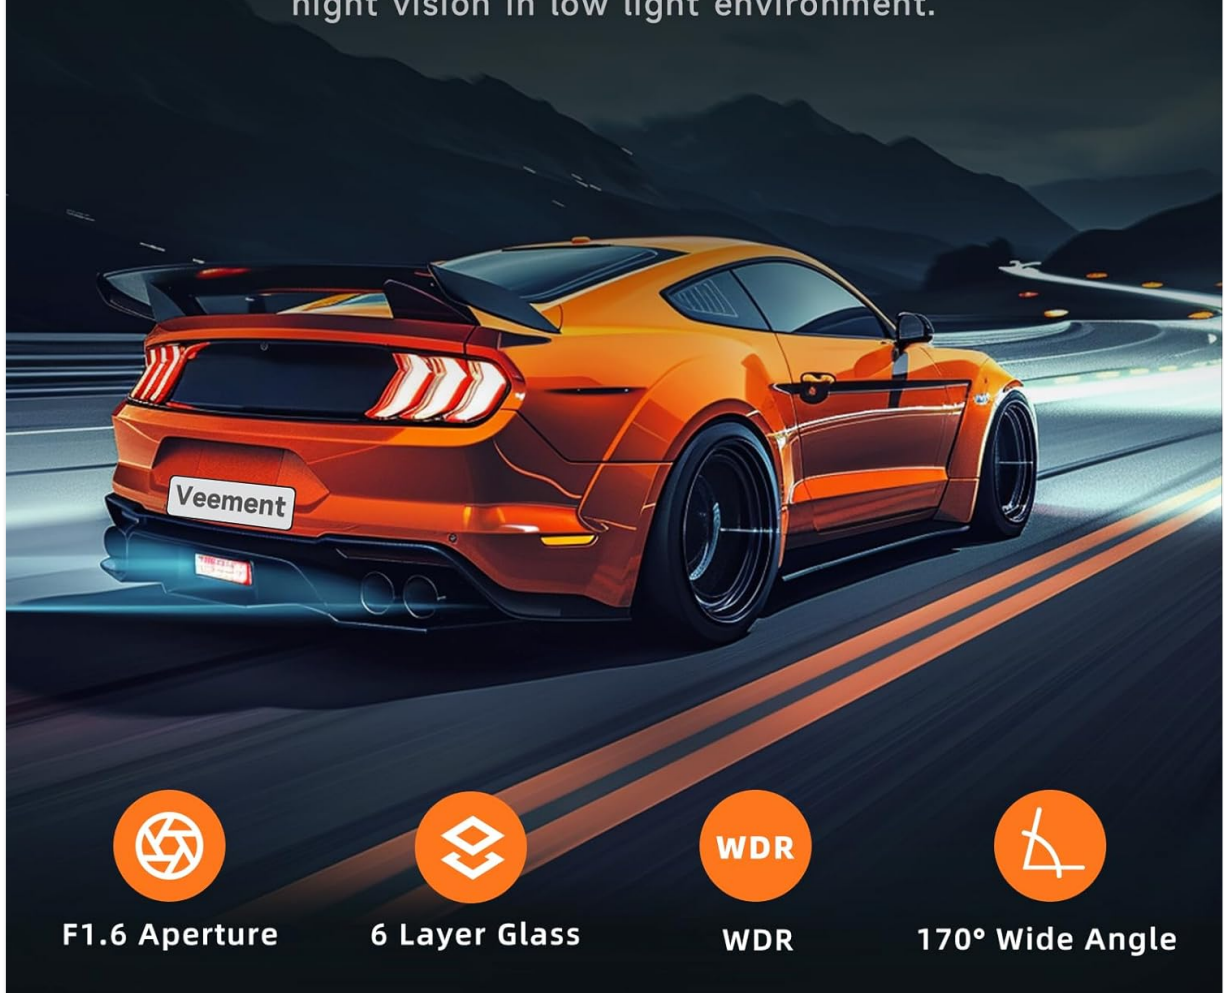 night vision in low light environment.
Veement
WDR
F1.6 Aperture
6 Layer Glass
WDR
170° Wide Angle